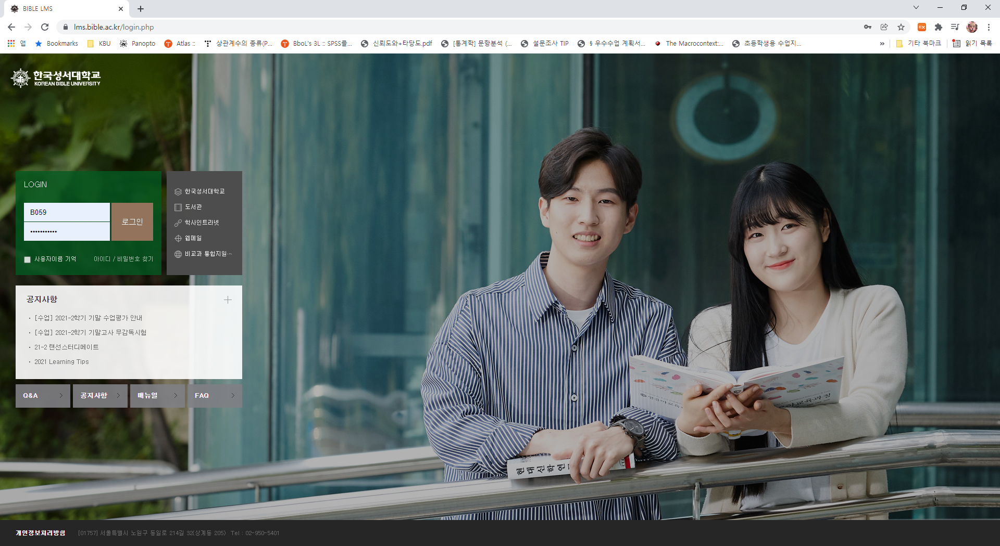 BIBLE LMS
lms.bible.ac.kr/login.php
앱 Bookmarks KBU Panopto Atlas :: 상관계수의 종류(P... BboL's 3L :: SPSS를... 신뢰도와+타당도.pdf [통계학] 문항분석 (... 설문조사 TIP § 우수수업 계획서... The Macrocontext:... 초등학생용 수업지... » 기타 북마크 읽기 목록
한국성서대학교
KOREAN BIBLE UNIVERSITY
LOGIN
B059
로그인
사용자이름 기억 아이디 / 비밀번호 찾기
한국성서대학교
도서관
학사인트라넷
웹메일
비교과 통합지원…
공지사항
· [수업] 2021-2학기 기말 수업평가 안내
· [수업] 2021-2학기 기말고사 무감독시험
· 21-2 랜선스터디메이트
· 2021 Learning Tips
Q&A 공지사항 매뉴얼 FAQ
현대신학연
개인정보처리방침 [01757] 서울특별시 노원구 동일로 214길 32(상계동 205) Tel : 02-950-5401